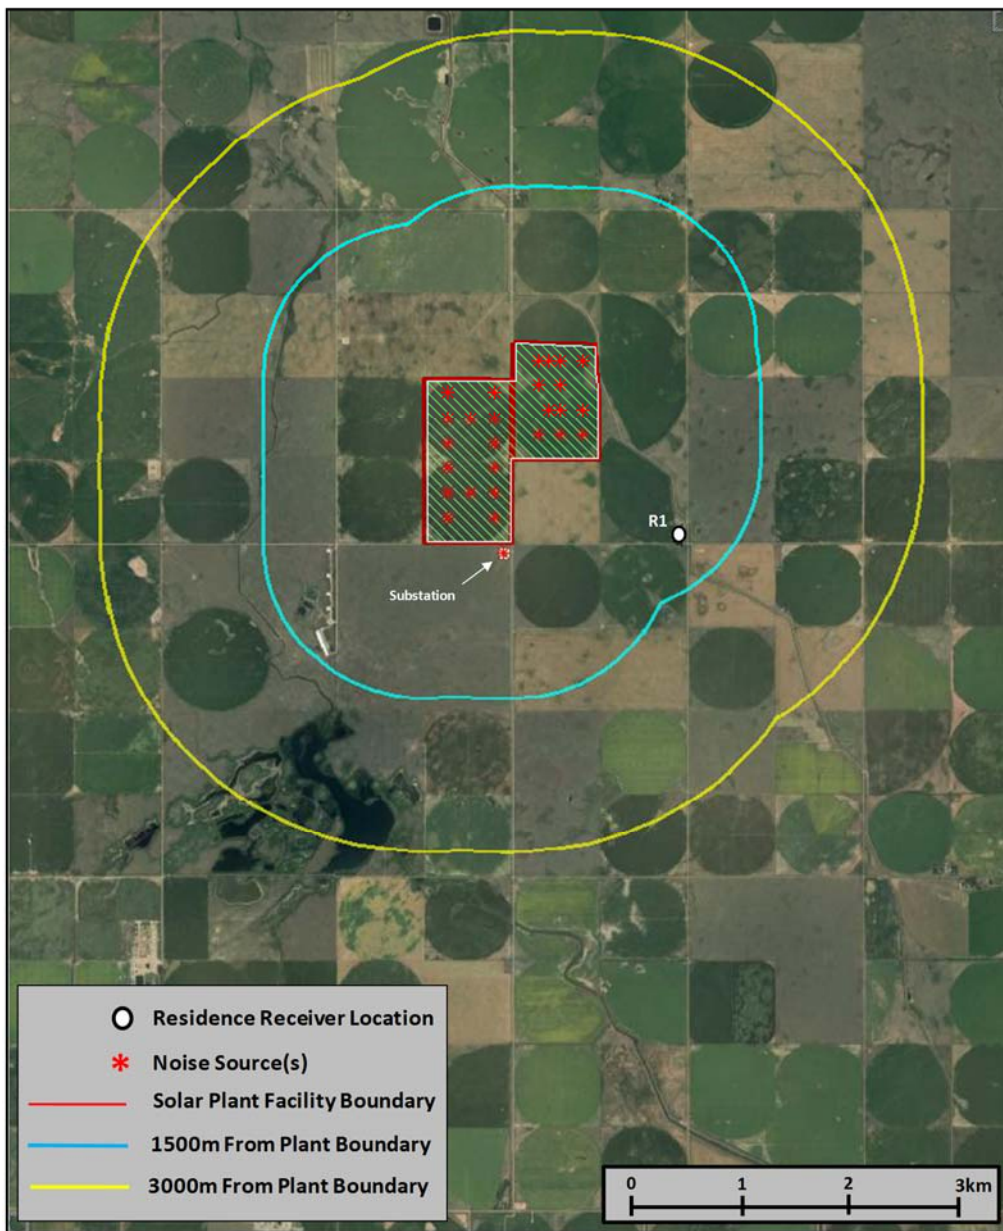 R1
Substation
Residence Receiver Location
Noise Source(s)
Solar Plant Facility Boundary
1500m From Plant Boundary
3000m From Plant Boundary
0 1 2 3km